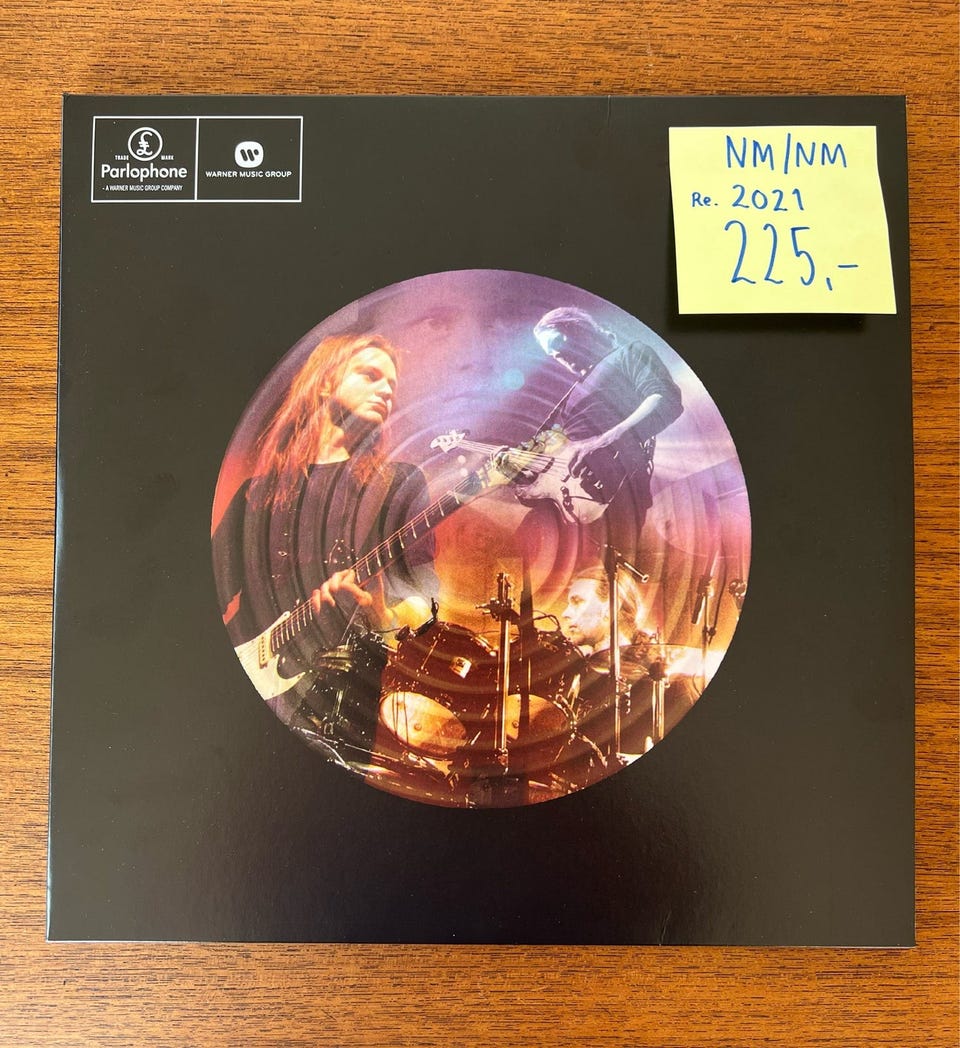 TRADE MARK
Parlophone
- A WARNER MUSIC GROUP COMPANY
WARNER MUSIC GROUP
NM/NM
Re. 2021
225,-